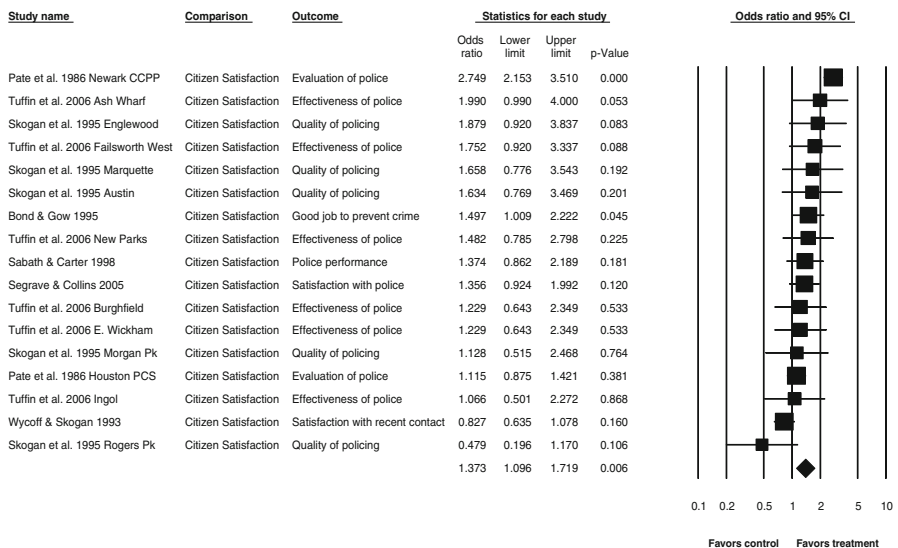 Study name Comparison Outcome Statistics for each study Odds ratio and 95% CI
Odds Lower Upper
ratio limit limit p-Value
Pate et al. 1986 Newark CCPP Citizen Satisfaction Evaluation of police 2.749 2.153 3.510 0.000
Tuffin et al. 2006 Ash Wharf Citizen Satisfaction Effectiveness of police 1.990 0.990 4.000 0.053
Skogan et al. 1995 Englewood Citizen Satisfaction Quality of policing 1.879 0.920 3.837 0.083
Tuffin et al. 2006 Failsworth West Citizen Satisfaction Effectiveness of police 1.752 0.920 3.337 0.088
Skogan et al. 1995 Marquette Citizen Satisfaction Quality of policing 1.658 0.776 3.543 0.192
Skogan et al. 1995 Austin Citizen Satisfaction Quality of policing 1.634 0.769 3.469 0.201
Bond & Gow 1995 Citizen Satisfaction Good job to prevent crime 1.497 1.009 2.222 0.045
Tuffin et al. 2006 New Parks Citizen Satisfaction Effectiveness of police 1.482 0.785 2.798 0.225
Sabath & Carter 1998 Citizen Satisfaction Police performance 1.374 0.862 2.189 0.181
Segrave & Collins 2005 Citizen Satisfaction Satisfaction with police 1.356 0.924 1.992 0.120
Tuffin et al. 2006 Burghfield Citizen Satisfaction Effectiveness of police 1.229 0.643 2.349 0.533
Tuffin et al. 2006 E. Wickham Citizen Satisfaction Effectiveness of police 1.229 0.643 2.349 0.533
Skogan et al. 1995 Morgan Pk Citizen Satisfaction Quality of policing 1.128 0.515 2.468 0.764
Pate et al. 1986 Houston PCS Citizen Satisfaction Evaluation of police 1.115 0.875 1.421 0.381
Tuffin et al. 2006 Ingol Citizen Satisfaction Effectiveness of police 1.066 0.501 2.272 0.868
Wycoff & Skogan 1993 Citizen Satisfaction Satisfaction with recent contact 0.827 0.635 1.078 0.160
Skogan et al. 1995 Rogers Pk Citizen Satisfaction Quality of policing 0.479 0.196 1.170 0.106
1.373 1.096 1.719 0.006
0.1 0.2 0.5 1 2 5 10
Favors control Favors treatment